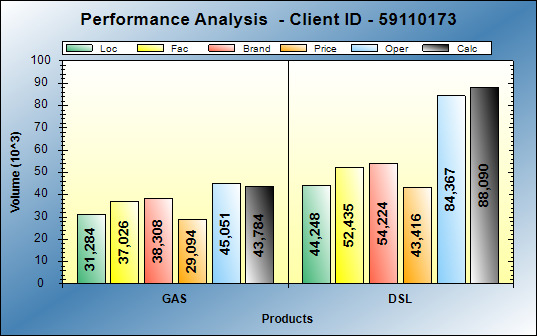 Performance Analysis - Client ID - 59110173
Loc Fac Brand Price Oper Calc
Volume (10^3)
100
90
80
70
60
50
40
30
20
10
0
31,284 37,026 38,308 29,094 45,051 43,784 44,248 52,435 54,224 43,416 84,367 88,090
GAS DSL
Products